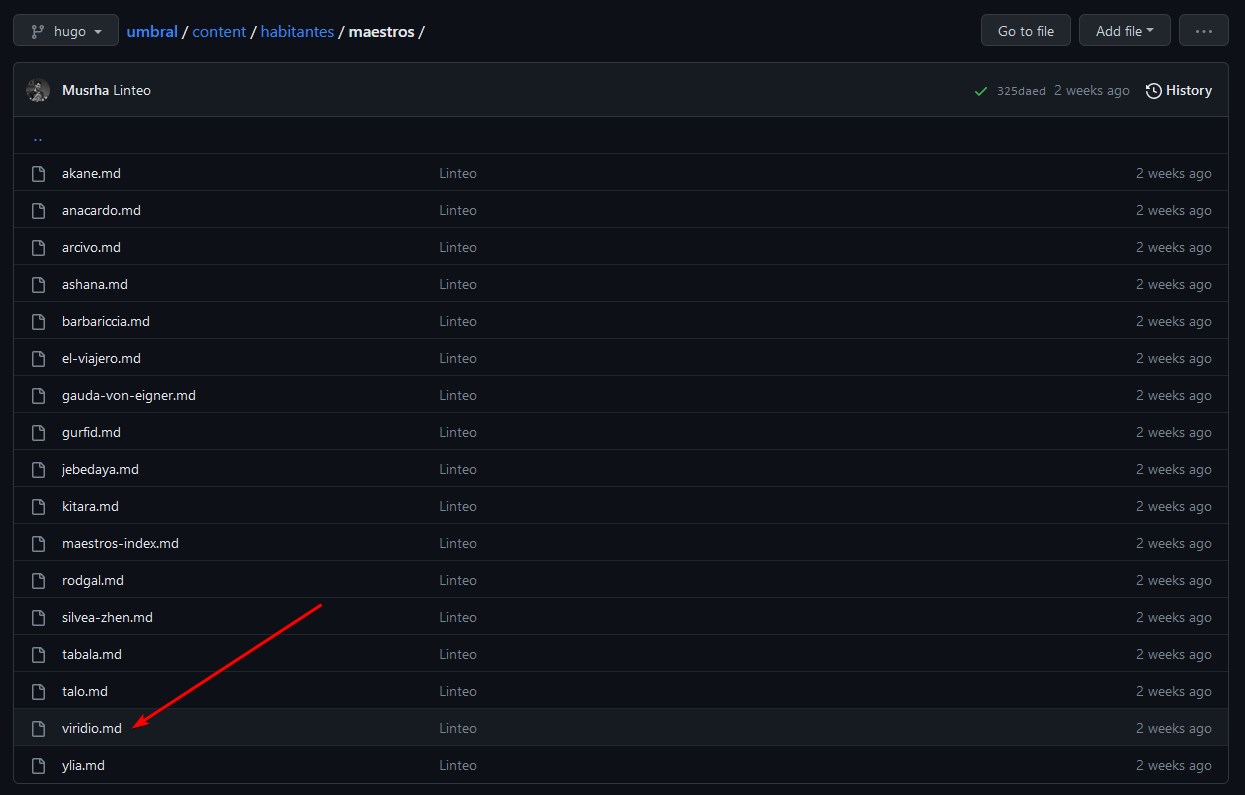 hugo umbral / content / habitantes / maestros / Go to file Add file ...
Musrha Linteo 325daed 2 weeks ago History
..
akane.md Linteo 2 weeks ago
anacardo.md Linteo 2 weeks ago
arcivo.md Linteo 2 weeks ago
ashana.md Linteo 2 weeks ago
barbariccia.md Linteo 2 weeks ago
el-viajero.md Linteo 2 weeks ago
gauda-von-eigner.md Linteo 2 weeks ago
gurfid.md Linteo 2 weeks ago
jebedaya.md Linteo 2 weeks ago
kitara.md Linteo 2 weeks ago
maestros-index.md Linteo 2 weeks ago
rodgal.md Linteo 2 weeks ago
silvea-zhen.md Linteo 2 weeks ago
tabala.md Linteo 2 weeks ago
talo.md Linteo 2 weeks ago
viridio.md Linteo 2 weeks ago
ylia.md Linteo 2 weeks ago